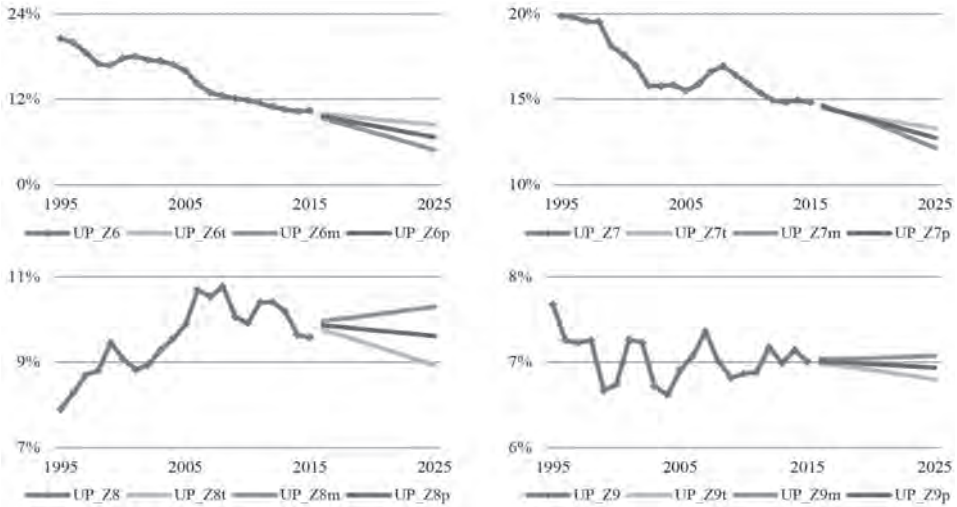 24%
12%
0%
1995 2005 2015 2025
UP_Z6 UP_Z6t UP_Z6m UP_Z6p
20%
15%
10%
1995 2005 2015 2025
UP_Z7 UP_Z7t UP_Z7m UP_Z7p
11%
9%
7%
1995 2005 2015 2025
UP_Z8 UP_Z8t UP_Z8m UP_Z8p
8%
7%
6%
1995 2005 2015 2025
UP_Z9 UP_Z9t UP_Z9m UP_Z9p